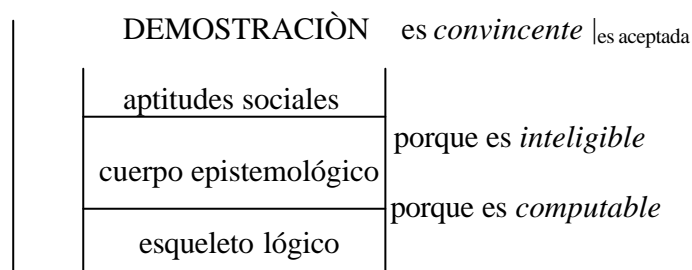 DEMOSTRACIÒN es convincente |es aceptada
aptitudes sociales
porque es inteligible
cuerpo epistemológico
porque es computable
esqueleto lógico